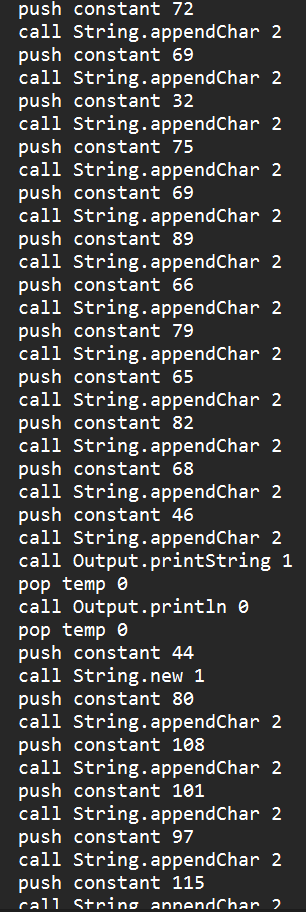 push constant 72
call String.appendChar 2
push constant 69
call String.appendChar 2
push constant 32
call String.appendChar 2
push constant 75
call String.appendChar 2
push constant 69
call String.appendChar 2
push constant 89
call String.appendChar 2
push constant 66
call String.appendChar 2
push constant 79
call String.appendChar 2
push constant 65
call String.appendChar 2
push constant 82
call String.appendChar 2
push constant 68
call String.appendChar 2
push constant 46
call String.appendChar 2
call Output.printString 1
pop temp 0
call Output.println 0
pop temp 0
push constant 44
call String.new 1
push constant 80
call String.appendChar 2
push constant 108
call String.appendChar 2
push constant 101
call String.appendChar 2
push constant 97
call String.appendChar 2
push constant 115
call String.appendChar 2